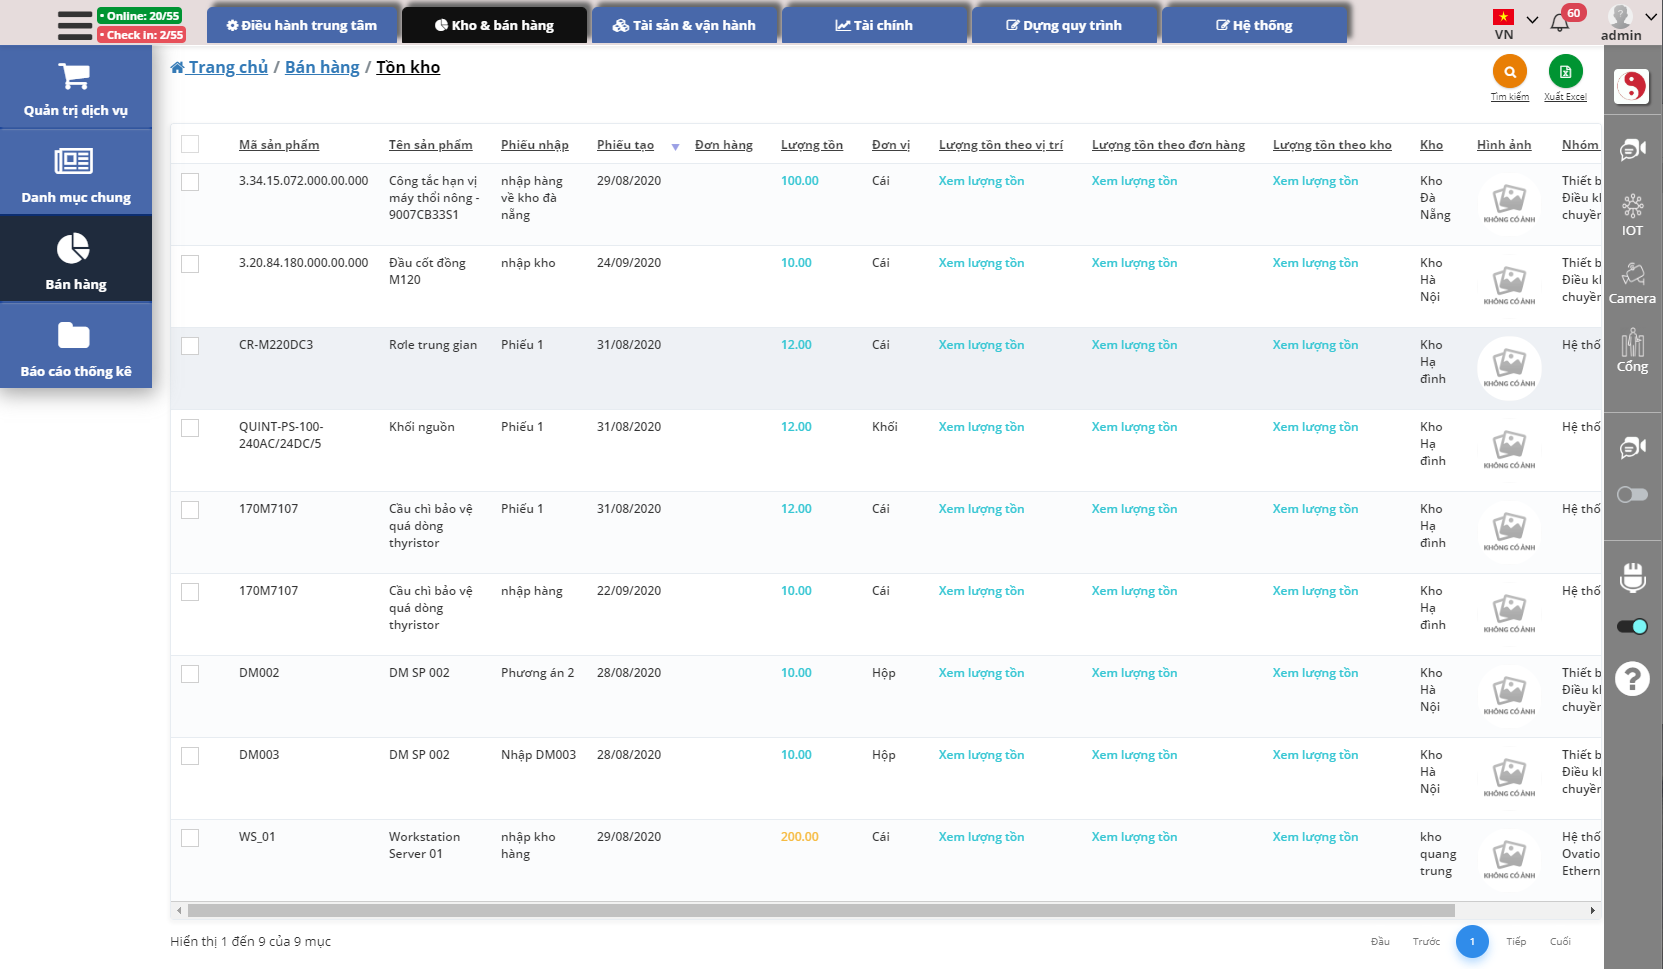 • Online: 20/55
• Check In: 2/55
Điều hành trung tâm
Kho & bán hàng
Tài sản & vận hành
Tài chính
Dựng quy trình
Hệ thống
VN
60
admin
Quản trị dịch vụ
Danh mục chung
Bán hàng
Báo cáo thống kê
Trang chủ / Bán hàng / Tồn kho
Tìm kiếm
Xuất Excel
Mã sản phẩm Tên sản phẩm Phiếu nhập Phiếu tạo Đơn hàng Lượng tồn Đơn vị Lượng tồn theo vị trí Lượng tồn theo đơn hàng Lượng tồn theo kho Kho Hình ảnh Nhóm
3.34.15.072.000.00.000 Công tắc hạn vị nhập hàng 29/08/2020 100.00 Cái Xem lượng tồn Xem lượng tồn Xem lượng tồn Kho Thiết b
máy thổi nông - về kho đà Đà Điều kl
9007CB33S1 nẵng Nẵng KHÔNG CÓ ẢNH chuyền
3.20.84.180.000.00.000 Đầu cốt đồng nhập kho 24/09/2020 10.00 Cái Xem lượng tồn Xem lượng tồn Xem lượng tồn Kho Thiết b
M120 Hà Điều kl
Nội KHÔNG CÓ ẢNH chuyền
CR-M220DC3 Rơle trung gian Phiếu 1 31/08/2020 12.00 Cái Xem lượng tồn Xem lượng tồn Xem lượng tồn Kho Hệ thố
Hạ
đình KHÔNG CÓ ẢNH
QUINT-PS-100- Khối nguồn Phiếu 1 31/08/2020 12.00 Khối Xem lượng tồn Xem lượng tồn Xem lượng tồn Kho Hệ thố
240AC/24DC/5 Hạ
đình KHÔNG CÓ ẢNH
170M7107 Cầu chì bảo vệ Phiếu 1 31/08/2020 12.00 Cái Xem lượng tồn Xem lượng tồn Xem lượng tồn Kho Hệ thố
quá dòng Hạ
thyristor đình KHÔNG CÓ ẢNH
170M7107 Cầu chì bảo vệ nhập hàng 22/09/2020 10.00 Cái Xem lượng tồn Xem lượng tồn Xem lượng tồn Kho Hệ thố
quá dòng Hạ
thyristor đình KHÔNG CÓ ẢNH
DM002 DM SP 002 Phương án 2 28/08/2020 10.00 Hộp Xem lượng tồn Xem lượng tồn Xem lượng tồn Kho Thiết b
Hà Điều kl
Nội KHÔNG CÓ ẢNH chuyền
DM003 DM SP 002 Nhập DM003 28/08/2020 10.00 Hộp Xem lượng tồn Xem lượng tồn Xem lượng tồn Kho Thiết b
Hà Điều kl
Nội KHÔNG CÓ ẢNH chuyền
WS_01 Workstation nhập kho 29/08/2020 200.00 Cái Xem lượng tồn Xem lượng tồn Xem lượng tồn kho Hệ thố
Server 01 hàng quang Ovatio
trung KHÔNG CÓ ẢNH Ethern
Hiển thị 1 đến 9 của 9 mục
Đầu Trước 1 Tiếp Cuối
IOT
Camera
Cổng